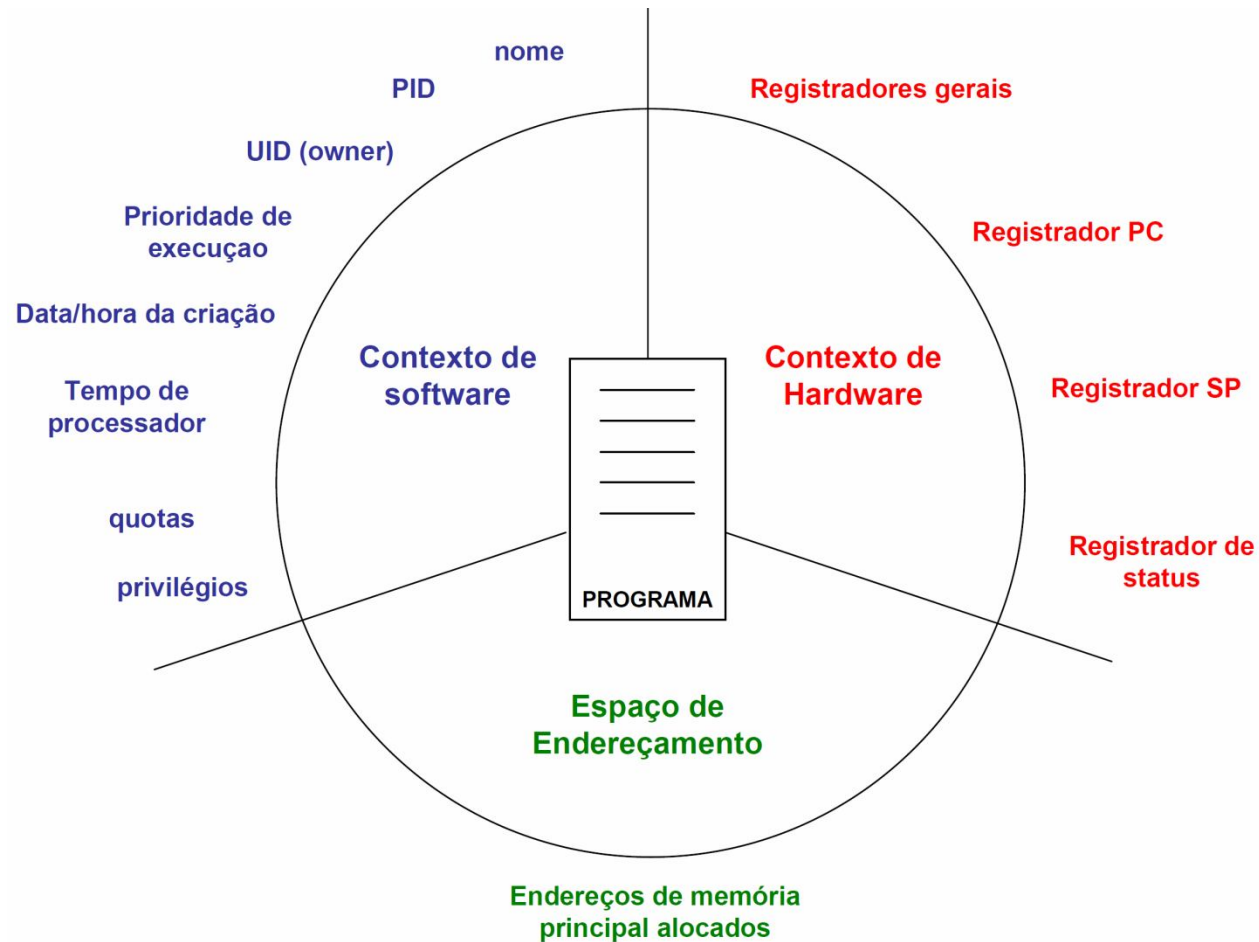 nome
PID
UID (owner)
Prioridade de
execuçao
Data/hora da criação
Tempo de
processador
quotas
privilégios
Contexto de
software
Registradores gerais
Registrador PC
Contexto de
Hardware
Registrador SP
Registrador de
status
PROGRAMA
Espaço de
Endereçamento
Endereços de memória
principal alocados